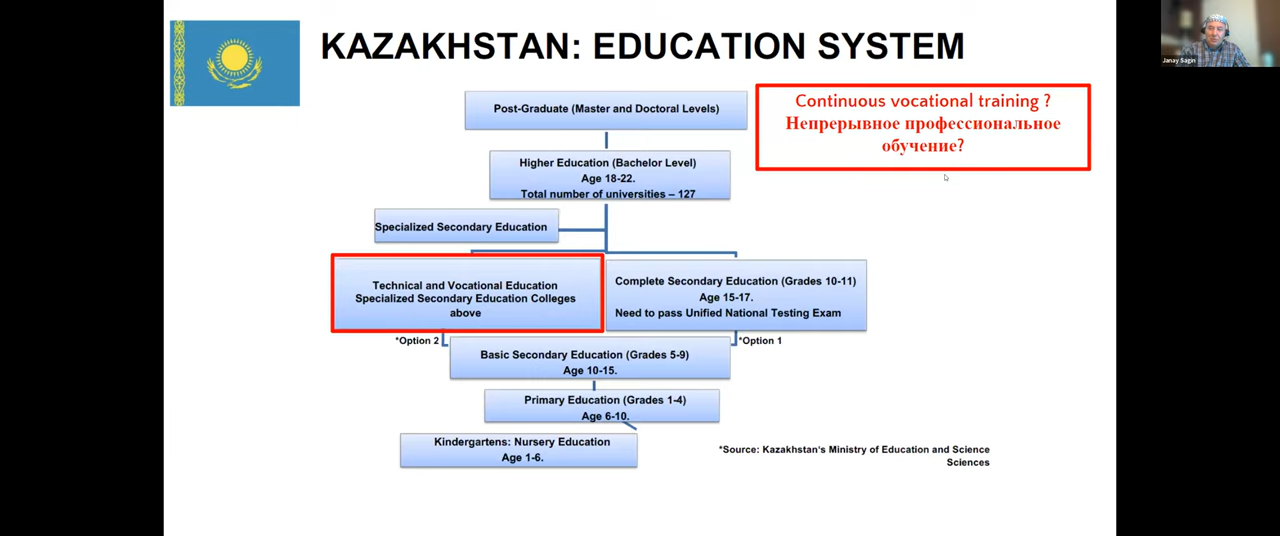 KAZAKHSTAN: EDUCATION SYSTEM
Janay Sagin
Post-Graduate (Master and Doctoral Levels)
Continuous vocational training ?
Непрерывное профессиональное
обучение?
Higher Education (Bachelor Level)
Age 18-22.
Total number of universities – 127
Specialized Secondary Education
Technical and Vocational Education
Specialized Secondary Education Colleges
above
Complete Secondary Education (Grades 10-11)
Age 15-17.
Need to pass Unified National Testing Exam
*Option 2
*Option 1
Basic Secondary Education (Grades 5-9)
Age 10-15.
Primary Education (Grades 1-4)
Age 6-10.
Kindergartens: Nursery Education
Age 1-6.
*Source: Kazakhstan's Ministry of Education and Science
Sciences